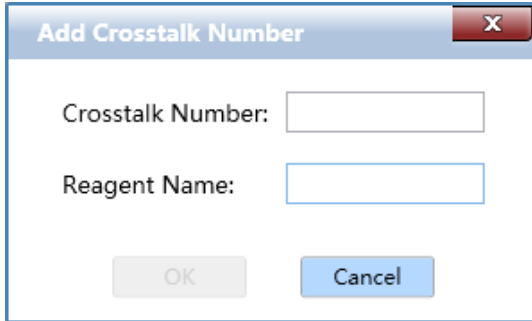 Add Crosstalk Number
X
Crosstalk Number:
Reagent Name:
OK
Cancel